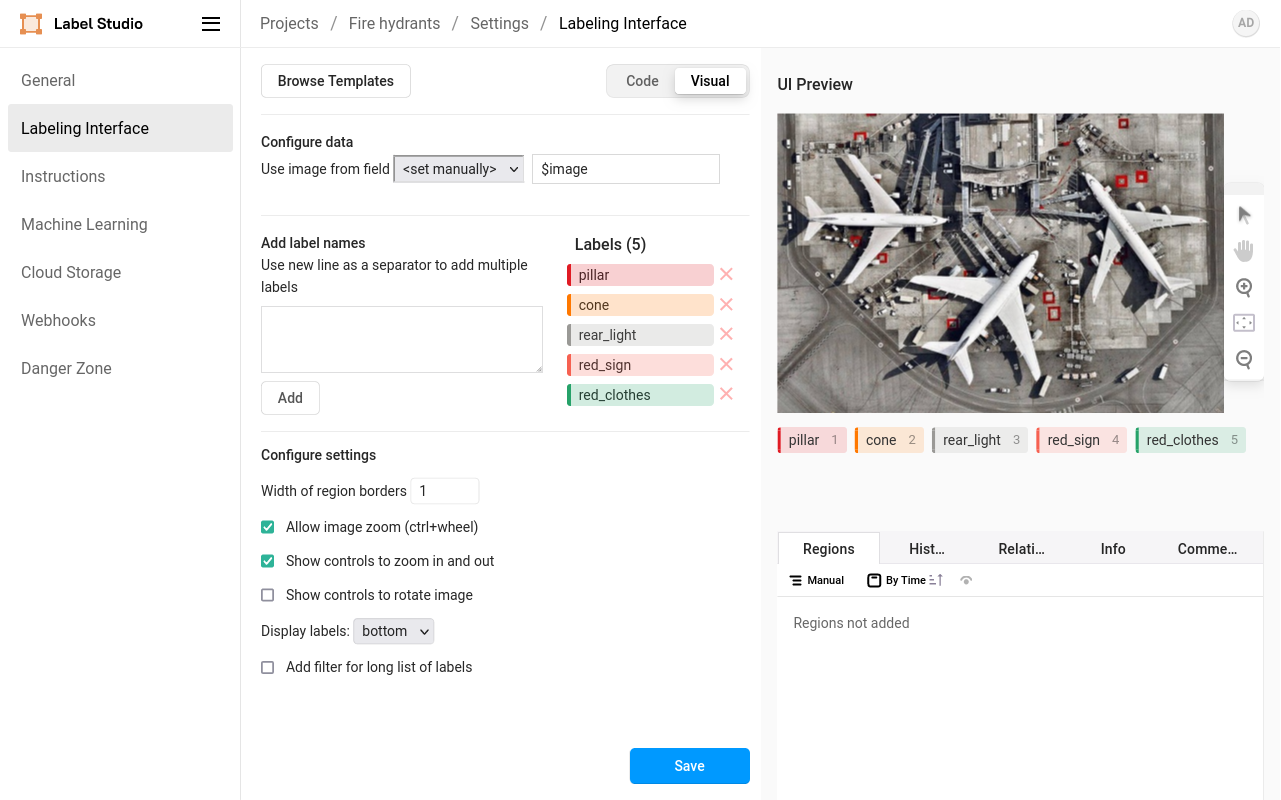 Label Studio
Projects / Fire hydrants / Settings / Labeling Interface
AD
General
Labeling Interface
Instructions
Machine Learning
Cloud Storage
Webhooks
Danger Zone
Browse Templates
Code
Visual
Configure data
Use image from field <set manually> $image
Add label names
Use new line as a separator to add multiple
labels
Add
Labels (5)
pillar
cone
rear_light
red_sign
red_clothes
Configure settings
Width of region borders 1
Allow image zoom (ctrl+wheel)
Show controls to zoom in and out
Show controls to rotate image
Display labels: bottom
Add filter for long list of labels
Save
UI Preview
pillar 1 cone 2 rear_light 3 red_sign 4 red_clothes 5
Regions Hist... Relati... Info Comme...
Manual By Time
Regions not added